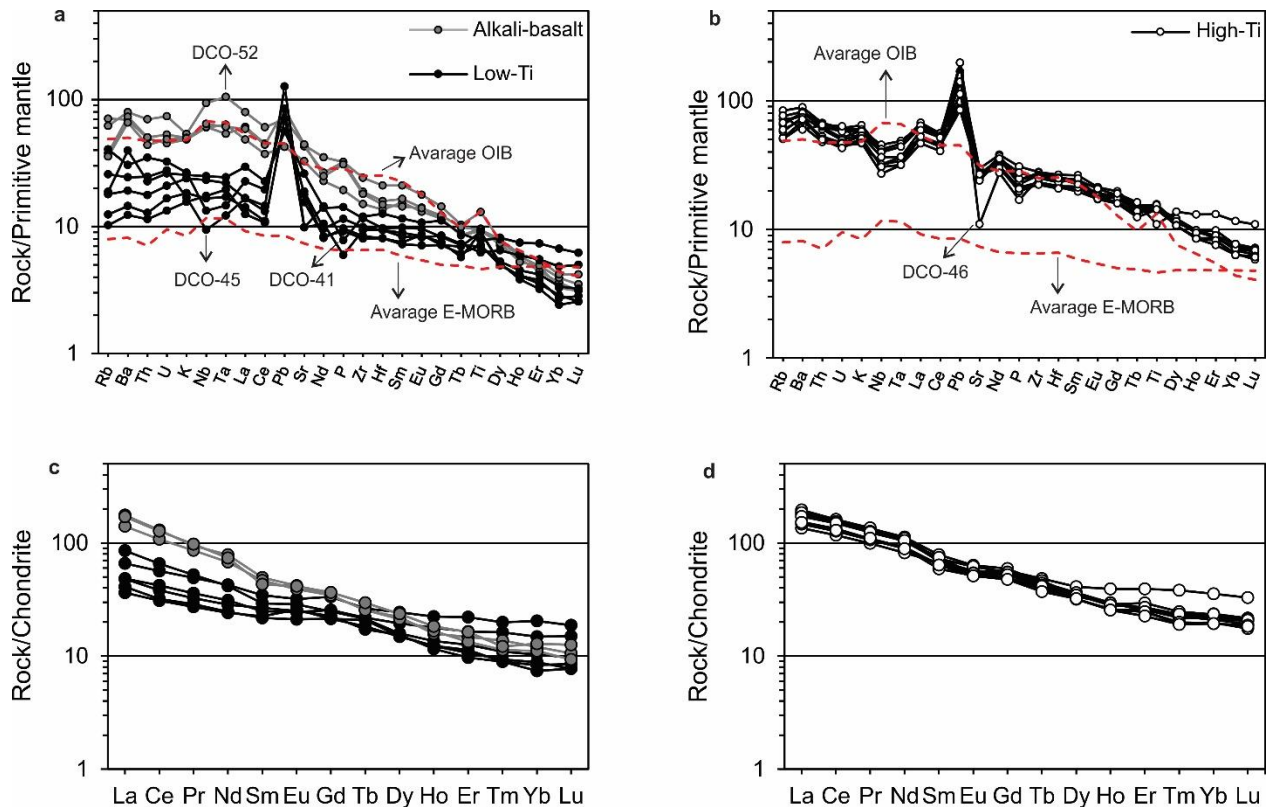 a
Alkali-basalt
Low-Ti
DCO-52
Avarage OIB
DCO-45
DCO-41
Avarage E-MORB
Rock/Primitive mantle
100
10
1
Rb Ba Th U K Nb Ta La Ce Pb Sr Nd P Zr Hf Sm Eu Gd Tb Ti Dy Ho Er Yb Lu
b
High-Ti
Avarage OIB
DCO-46
Avarage E-MORB
Rock/Primitive mantle
100
10
1
Rb Ba Th U K Nb Ta La Ce Pb Sr Nd P Zr Hf Sm Eu Gd Tb Ti Dy Ho Er Yb Lu
c
Rock/Chondrite
100
10
1
La Ce Pr Nd Sm Eu Gd Tb Dy Ho Er Tm Yb Lu
d
Rock/Chondrite
100
10
1
La Ce Pr Nd Sm Eu Gd Tb Dy Ho Er Tm Yb Lu